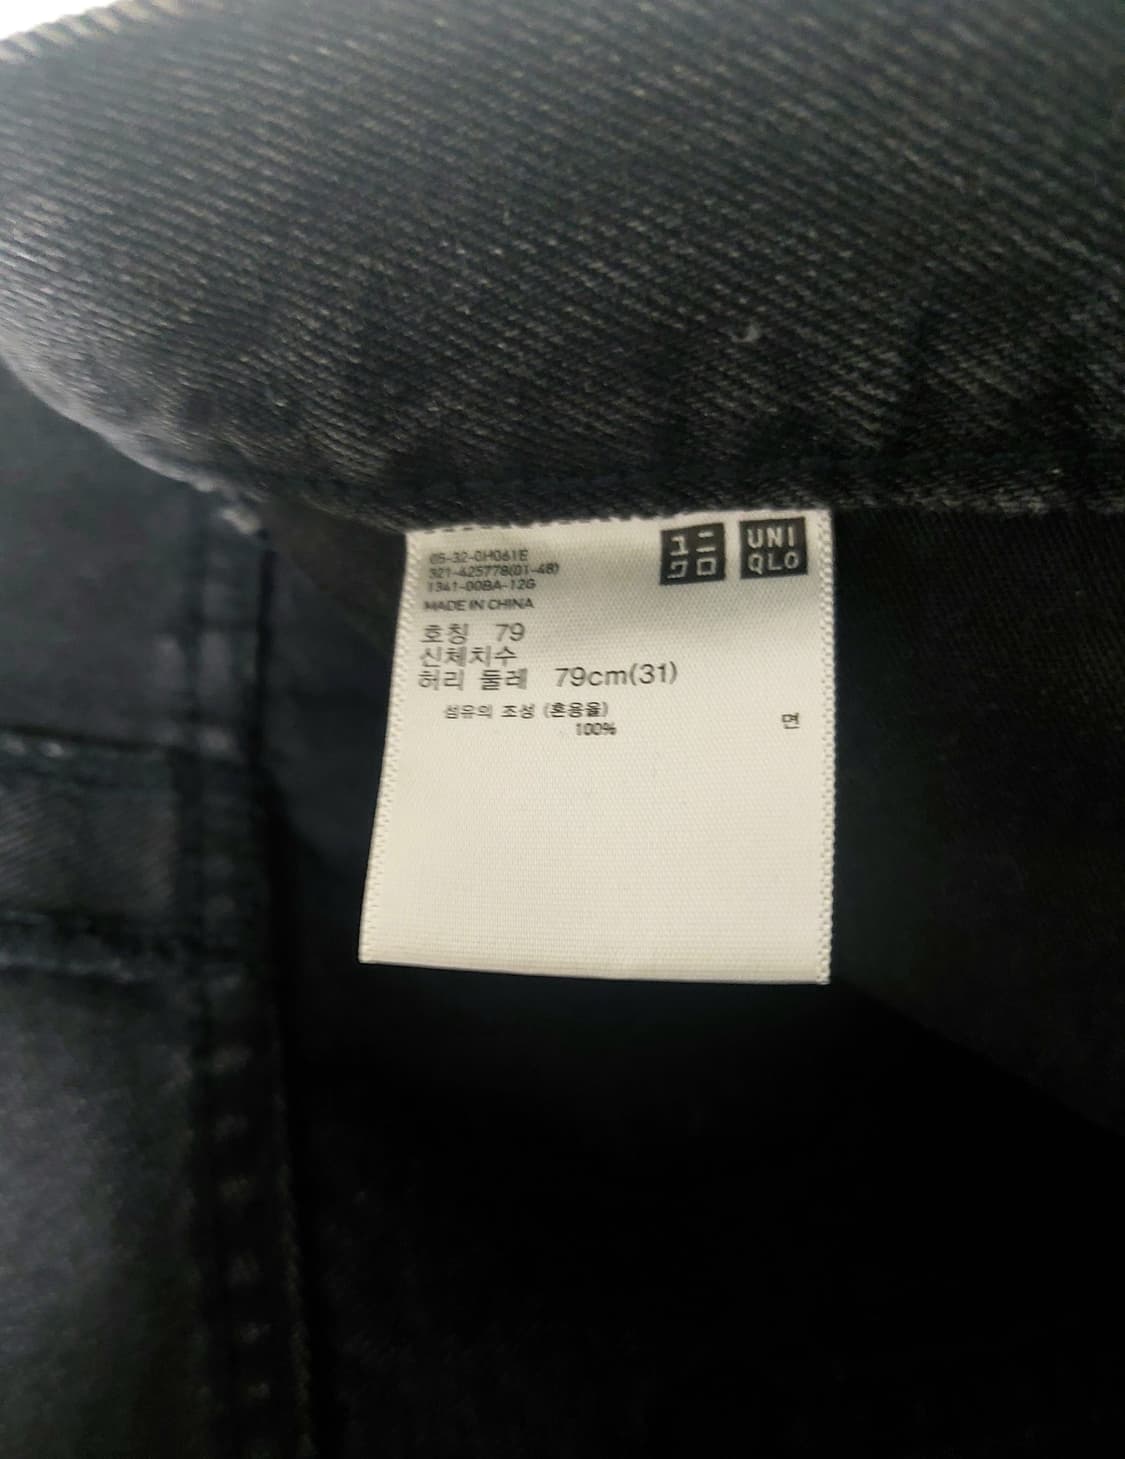 ユニ
クロ
UNI
QLO
05-32-0H061E
321-425778(01-48)
1341-00BA-12G
MADE IN CHINA
호칭 79
신체치수
허리 둘레 79cm(31)
섬유의 조성 (혼용율)
100% 면